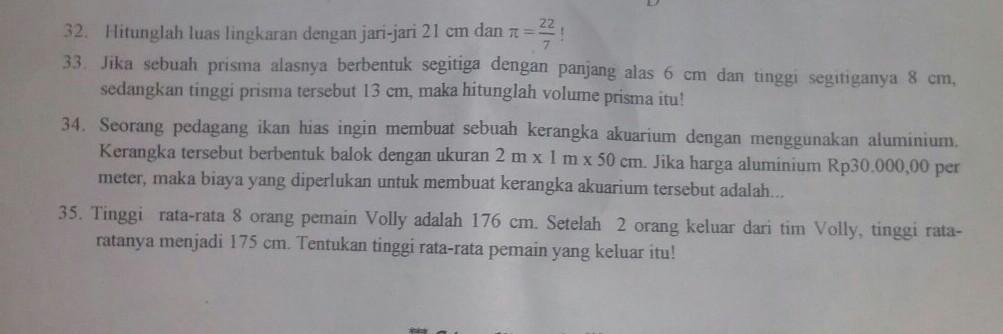 32. Hitunglah luas lingkaran dengan jari-jari 21 cm dan π = 22/7 !
33. Jika sebuah prisma alasnya berbentuk segitiga dengan panjang alas 6 cm dan tinggi segitiganya 8 cm,
sedangkan tinggi prisma tersebut 13 cm, maka hitunglah volume prisma itu!
34. Seorang pedagang ikan hias ingin membuat sebuah kerangka akuarium dengan menggunakan aluminium.
Kerangka tersebut berbentuk balok dengan ukuran 2 m x 1 m x 50 cm. Jika harga aluminium Rp30.000,00 per
meter, maka biaya yang diperlukan untuk membuat kerangka akuarium tersebut adalah...
35. Tinggi rata-rata 8 orang pemain Volly adalah 176 cm. Setelah 2 orang keluar dari tim Volly, tinggi rata-
ratanya menjadi 175 cm. Tentukan tinggi rata-rata pemain yang keluar itu!